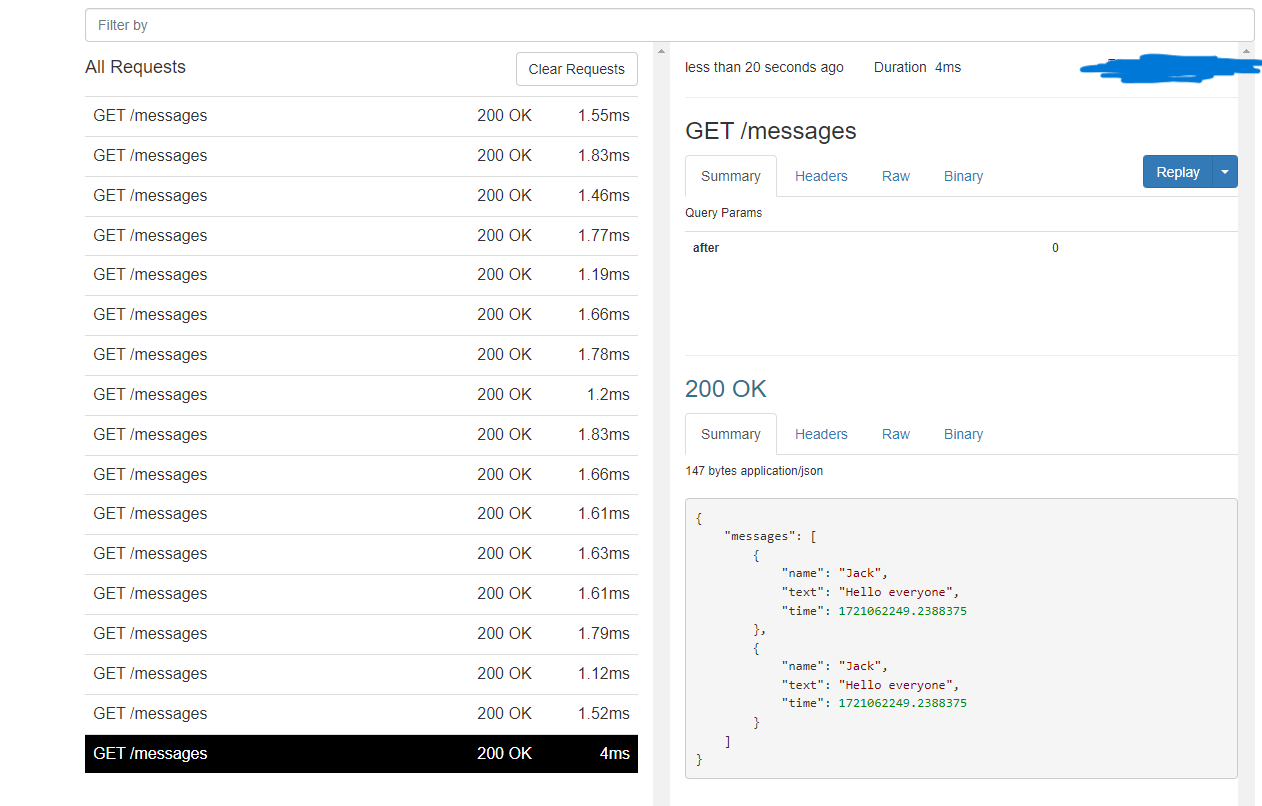 Filter by
All Requests
Clear Requests
GET /messages 200 OK 1.55ms
GET /messages 200 OK 1.83ms
GET /messages 200 OK 1.46ms
GET /messages 200 OK 1.77ms
GET /messages 200 OK 1.19ms
GET /messages 200 OK 1.66ms
GET /messages 200 OK 1.78ms
GET /messages 200 OK 1.2ms
GET /messages 200 OK 1.83ms
GET /messages 200 OK 1.66ms
GET /messages 200 OK 1.61ms
GET /messages 200 OK 1.63ms
GET /messages 200 OK 1.61ms
GET /messages 200 OK 1.79ms
GET /messages 200 OK 1.12ms
GET /messages 200 OK 1.52ms
GET /messages 200 OK 4ms
less than 20 seconds ago Duration 4ms
GET /messages
Summary Headers Raw Binary Replay
Query Params
after 0
200 OK
Summary Headers Raw Binary
147 bytes application/json
{
"messages": [
{
"name": "Jack",
"text": "Hello everyone",
"time": 1721062249.2388375
},
{
"name": "Jack",
"text": "Hello everyone",
"time": 1721062249.2388375
}
]
}